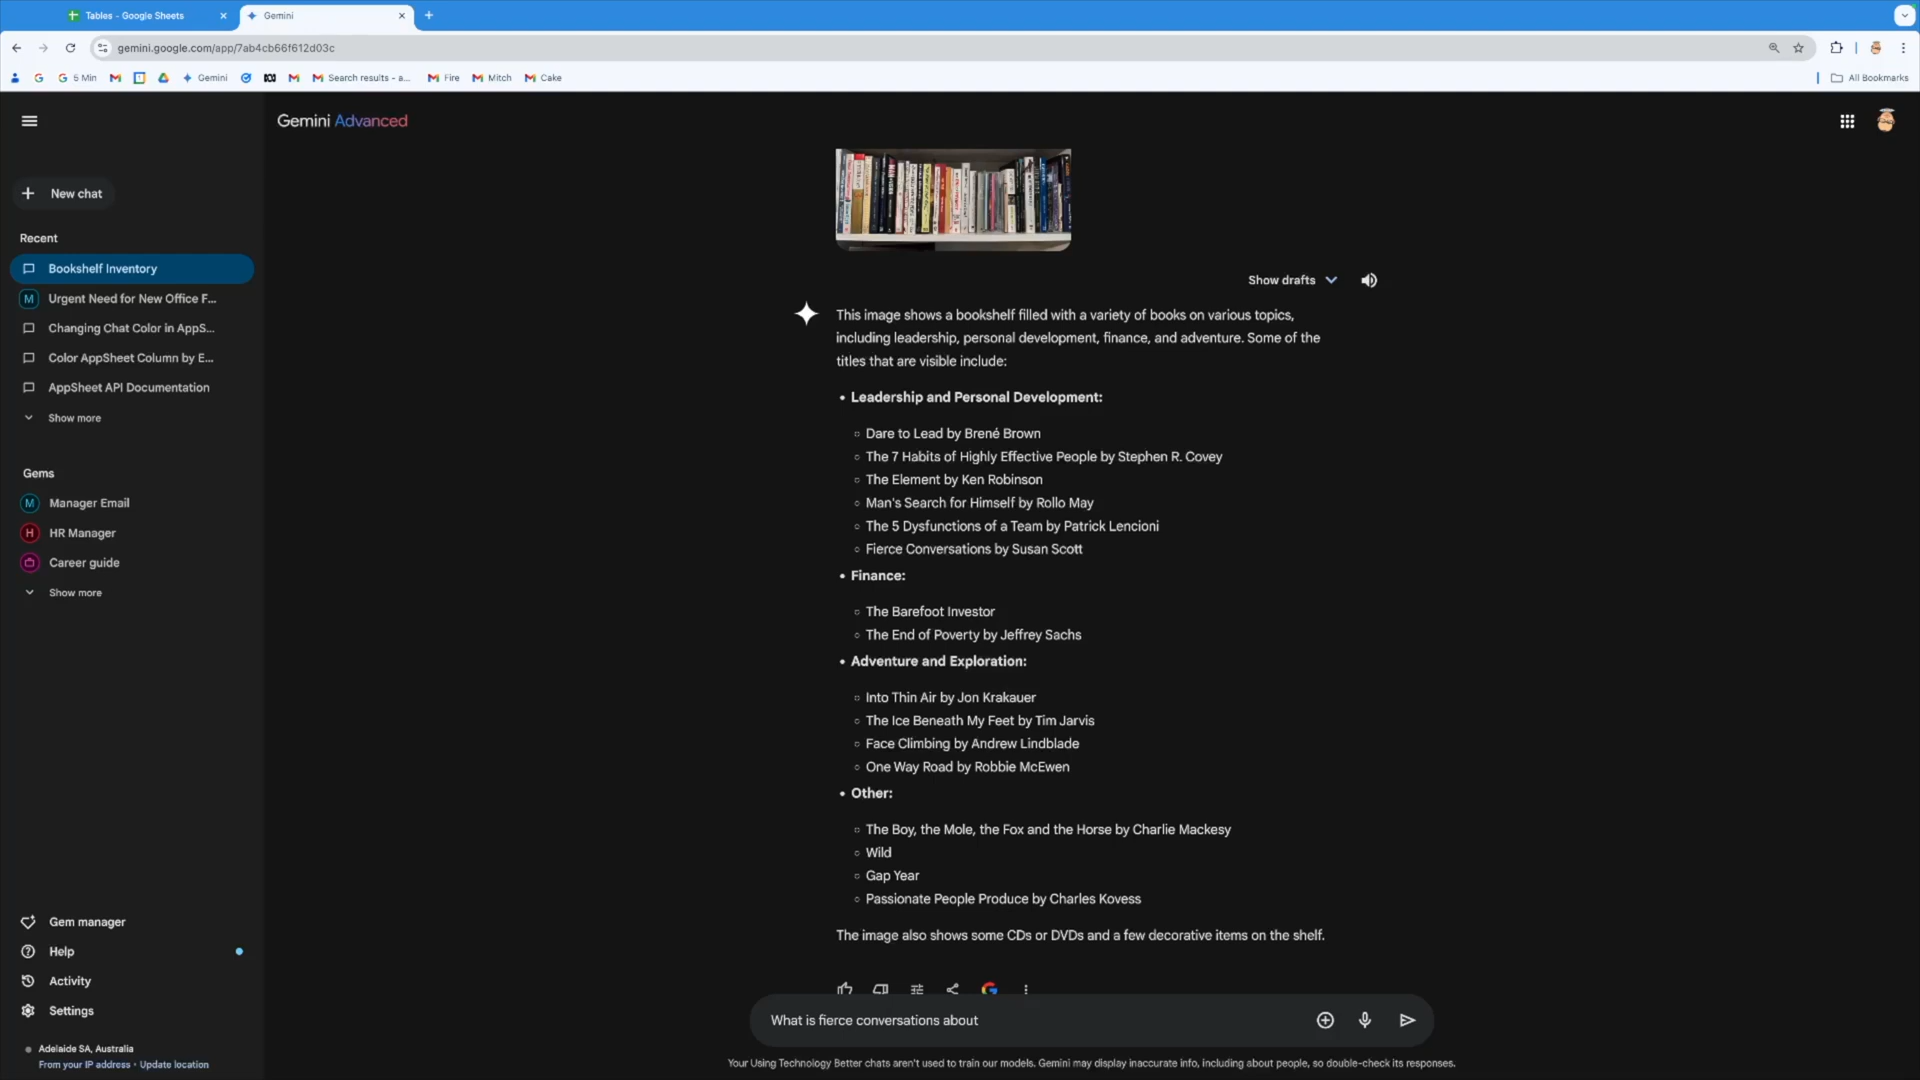 Tables - Google Sheets
Gemini
gemini.google.com/app/7ab4cb66f612d03c
5 Min
Gemini
Search results - a...
Fire
Mitch
Cake
All Bookmarks
Gemini Advanced
New chat
Recent
Bookshelf Inventory
M Urgent Need for New Office F...
Changing Chat Color in AppS...
Color AppSheet Column by E...
AppSheet API Documentation
Show more
Gems
M Manager Email
H HR Manager
Career guide
Show more
Gem manager
Help
Activity
Settings
Adelaide SA, Australia
From your IP address • Update location
Show drafts
This image shows a bookshelf filled with a variety of books on various topics,
including leadership, personal development, finance, and adventure. Some of the
titles that are visible include:
• Leadership and Personal Development:
▫ Dare to Lead by Brené Brown
▫ The 7 Habits of Highly Effective People by Stephen R. Covey
▫ The Element by Ken Robinson
▫ Man's Search for Himself by Rollo May
▫ The 5 Dysfunctions of a Team by Patrick Lencioni
▫ Fierce Conversations by Susan Scott
• Finance:
▫ The Barefoot Investor
▫ The End of Poverty by Jeffrey Sachs
• Adventure and Exploration:
▫ Into Thin Air by Jon Krakauer
▫ The Ice Beneath My Feet by Tim Jarvis
▫ Face Climbing by Andrew Lindblade
▫ One Way Road by Robbie McEwen
• Other:
▫ The Boy, the Mole, the Fox and the Horse by Charlie Mackesy
▫ Wild
▫ Gap Year
▫ Passionate People Produce by Charles Kovess
The image also shows some CDs or DVDs and a few decorative items on the shelf.
What is fierce conversations about
Your Using Technology Better chats aren't used to train our models. Gemini may display inaccurate info, including about people, so double-check its responses.